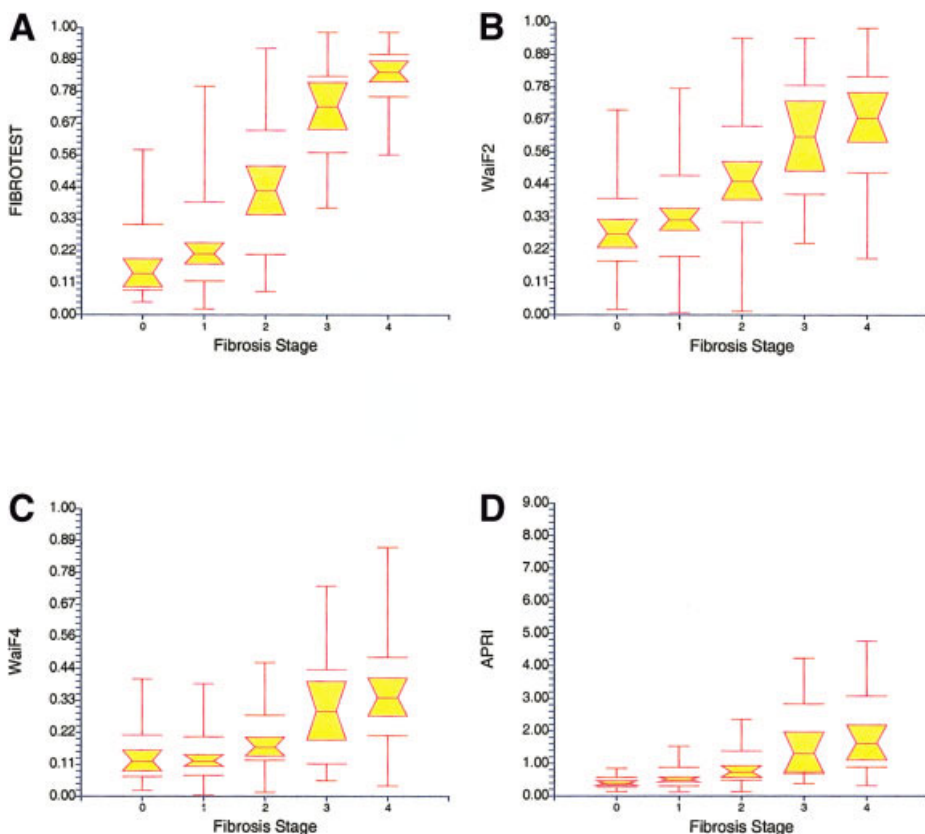 A
FIBROTEST
1.00
0.89
0.78
0.67
0.56
0.44
0.33
0.22
0.11
0.00
0 1 2 3 4
Fibrosis Stage
B
WaiF2
1.00
0.89
0.78
0.67
0.56
0.44
0.33
0.22
0.11
0.00
0 1 2 3 4
Fibrosis Stage
C
WaiF4
1.00
0.89
0.78
0.67
0.56
0.44
0.33
0.22
0.11
0.00
0 1 2 3 4
Fibrosis Stage
D
APRI
9.00
8.00
7.00
6.00
5.00
4.00
3.00
2.00
1.00
0.00
0 1 2 3 4
Fibrosis Stage